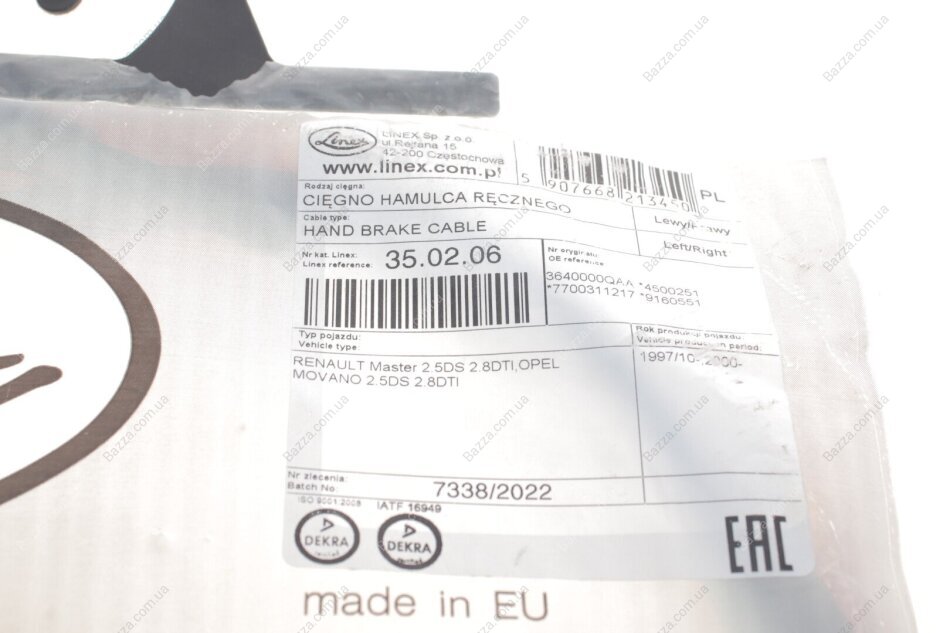 Linex
LINEX Sp. z.o.o.
ul.Rejtana 15
42-200 Częstochowa
www.linex.com.pl
5 907668 213450
PL
Rodzaj cięgna:
CIĘGNO HAMULCA RĘCZNEGO
Cable type:
HAND BRAKE CABLE
Lewy/Prawy
Left/Right
Nr kat. Linex:
Linex reference:
35.02.06
Nr oryginału:
OE reference:
3640000QAA *4500251
*7700311217 *9160551
Typ pojazdu:
Vehicle type:
RENAULT Master 2.5DS 2.8DTI,OPEL
MOVANO 2.5DS 2.8DTI
Rok produkcji pojazdu:
Vehicle production period:
1997/10-,2000-
Nr zlecenia:
Batch No:
7338/2022
ISO 9001:2008
IATF 16949
DEKRA
DEKRA
EAC
made in EU
Bazza.com.ua